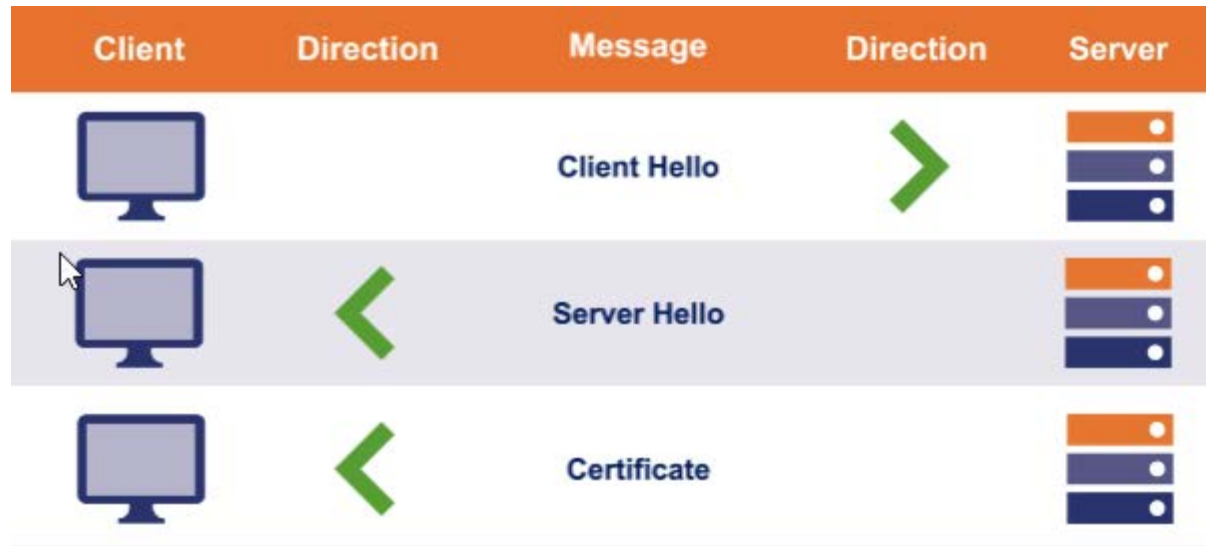 Client Direction Message Direction Server
Client Hello
Server Hello
Certificate